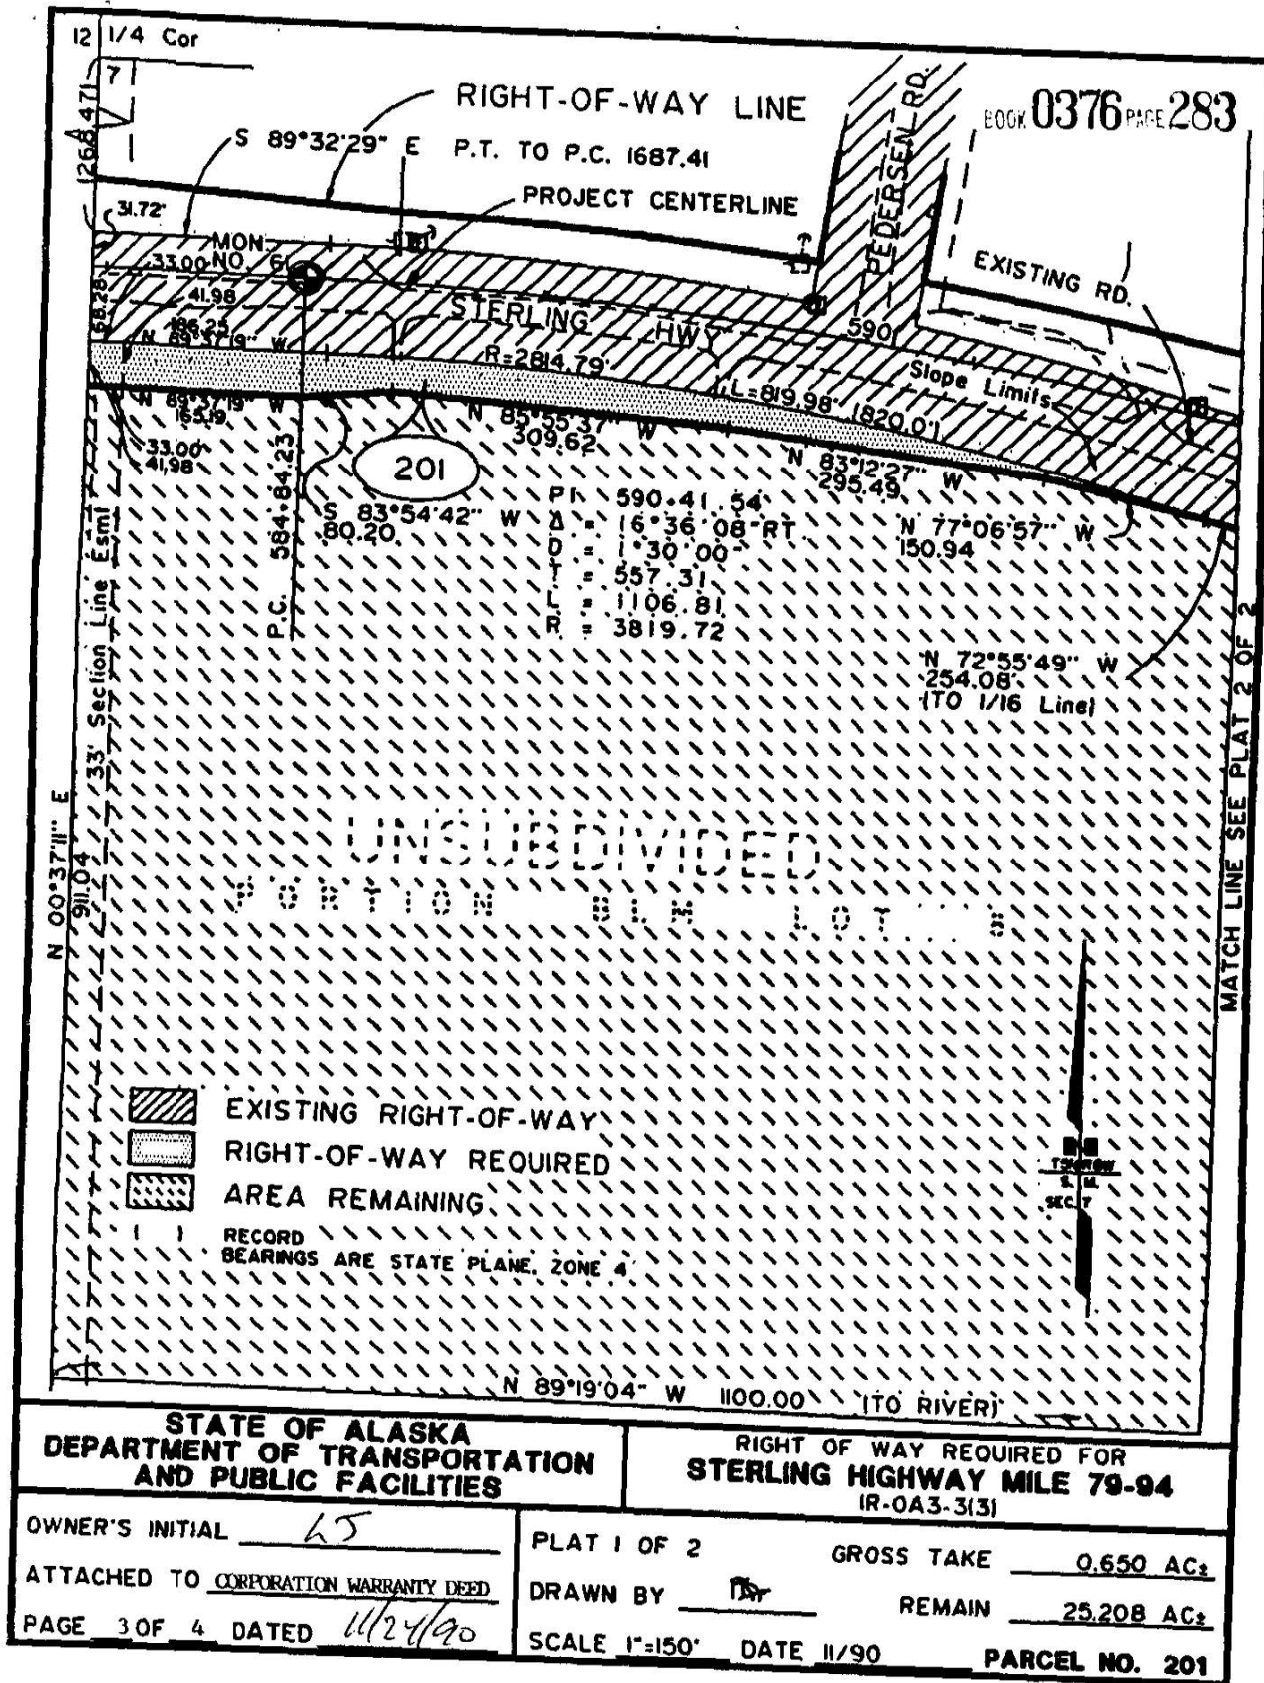 12 1/4 Cor
7
(268.47)
RIGHT-OF-WAY LINE
BOOK 0376 PAGE 283
S 89°32'29" E P.T. TO P.C. 1687.41
PROJECT CENTERLINE
PEDERSEN RD.
EXISTING RD.
31.72'
MON
NO. 6
33.00
41.98
68.28
186.25
N 89°37'19" W
STERLING HWY
590
R=2814.79'
L=819.98' (820.0')
Slope Limits
N 89°37'19" W
165.19
33.00
41.98
201
N 85°55'37" W
309.62
N 83°12'27" W
295.49
P.C. 584+84.23
S 83°54'42" W
80.20
PI 590+41.54
Δ = 16°36'08" RT
D = 1°30'00"
T = 557.31
L = 1106.81
R = 3819.72
N 77°06'57" W
150.94
N 72°55'49" W
254.08
(TO 1/16 Line)
33' Section Line Esmt
N 00°37'11" E
911.04
MATCH LINE SEE PLAT 2 OF 2
UNSUBDIVIDED
PORTION BLM LOT
EXISTING RIGHT-OF-WAY
RIGHT-OF-WAY REQUIRED
AREA REMAINING
( ) RECORD
BEARINGS ARE STATE PLANE, ZONE 4
S. M.
SEC. 7
N 89°19'04" W 1100.00 (TO RIVER)
STATE OF ALASKA
DEPARTMENT OF TRANSPORTATION
AND PUBLIC FACILITIES
RIGHT OF WAY REQUIRED FOR
STERLING HIGHWAY MILE 79-94
IR-OA3-3(3)
OWNER'S INITIAL LJ
ATTACHED TO CORPORATION WARRANTY DEED
PAGE 3 OF 4 DATED 11/24/90
PLAT 1 OF 2
DRAWN BY
SCALE 1"=150' DATE 11/90
GROSS TAKE 0.650 AC±
REMAIN 25.208 AC±
PARCEL NO. 201